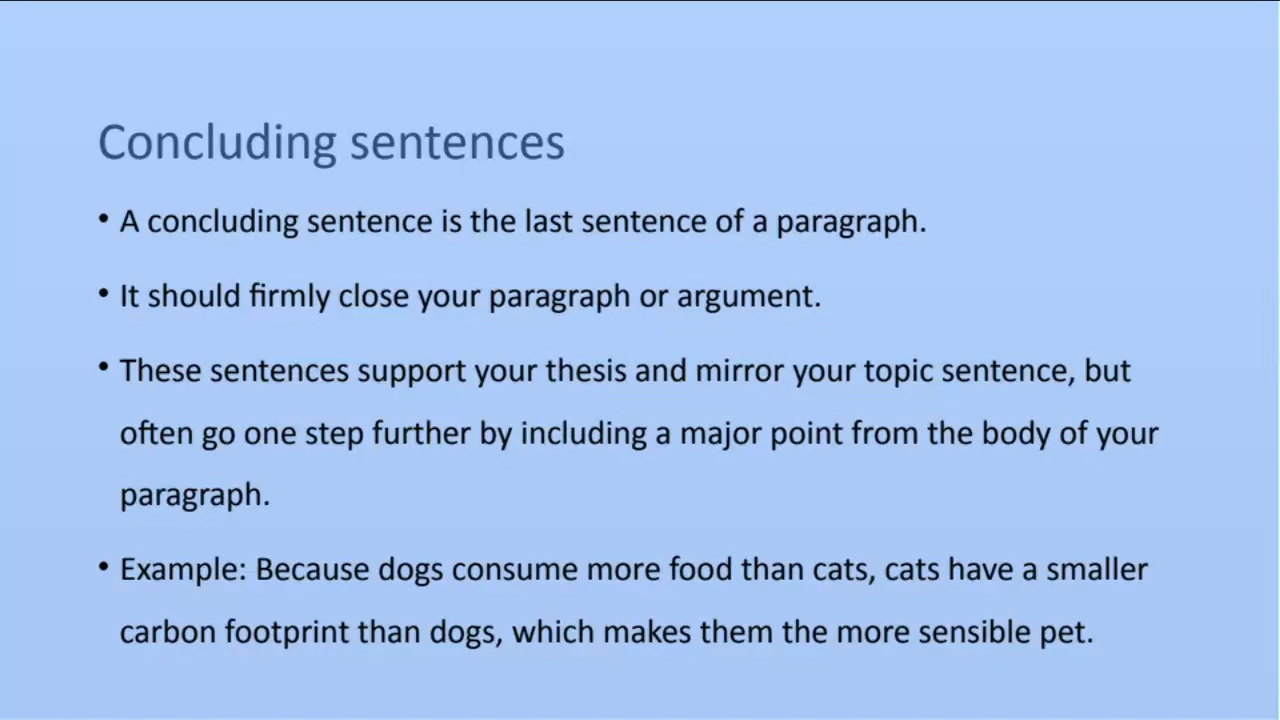 Concluding sentences
• A concluding sentence is the last sentence of a paragraph.
• It should firmly close your paragraph or argument.
• These sentences support your thesis and mirror your topic sentence, but
often go one step further by including a major point from the body of your
paragraph.
• Example: Because dogs consume more food than cats, cats have a smaller
carbon footprint than dogs, which makes them the more sensible pet.